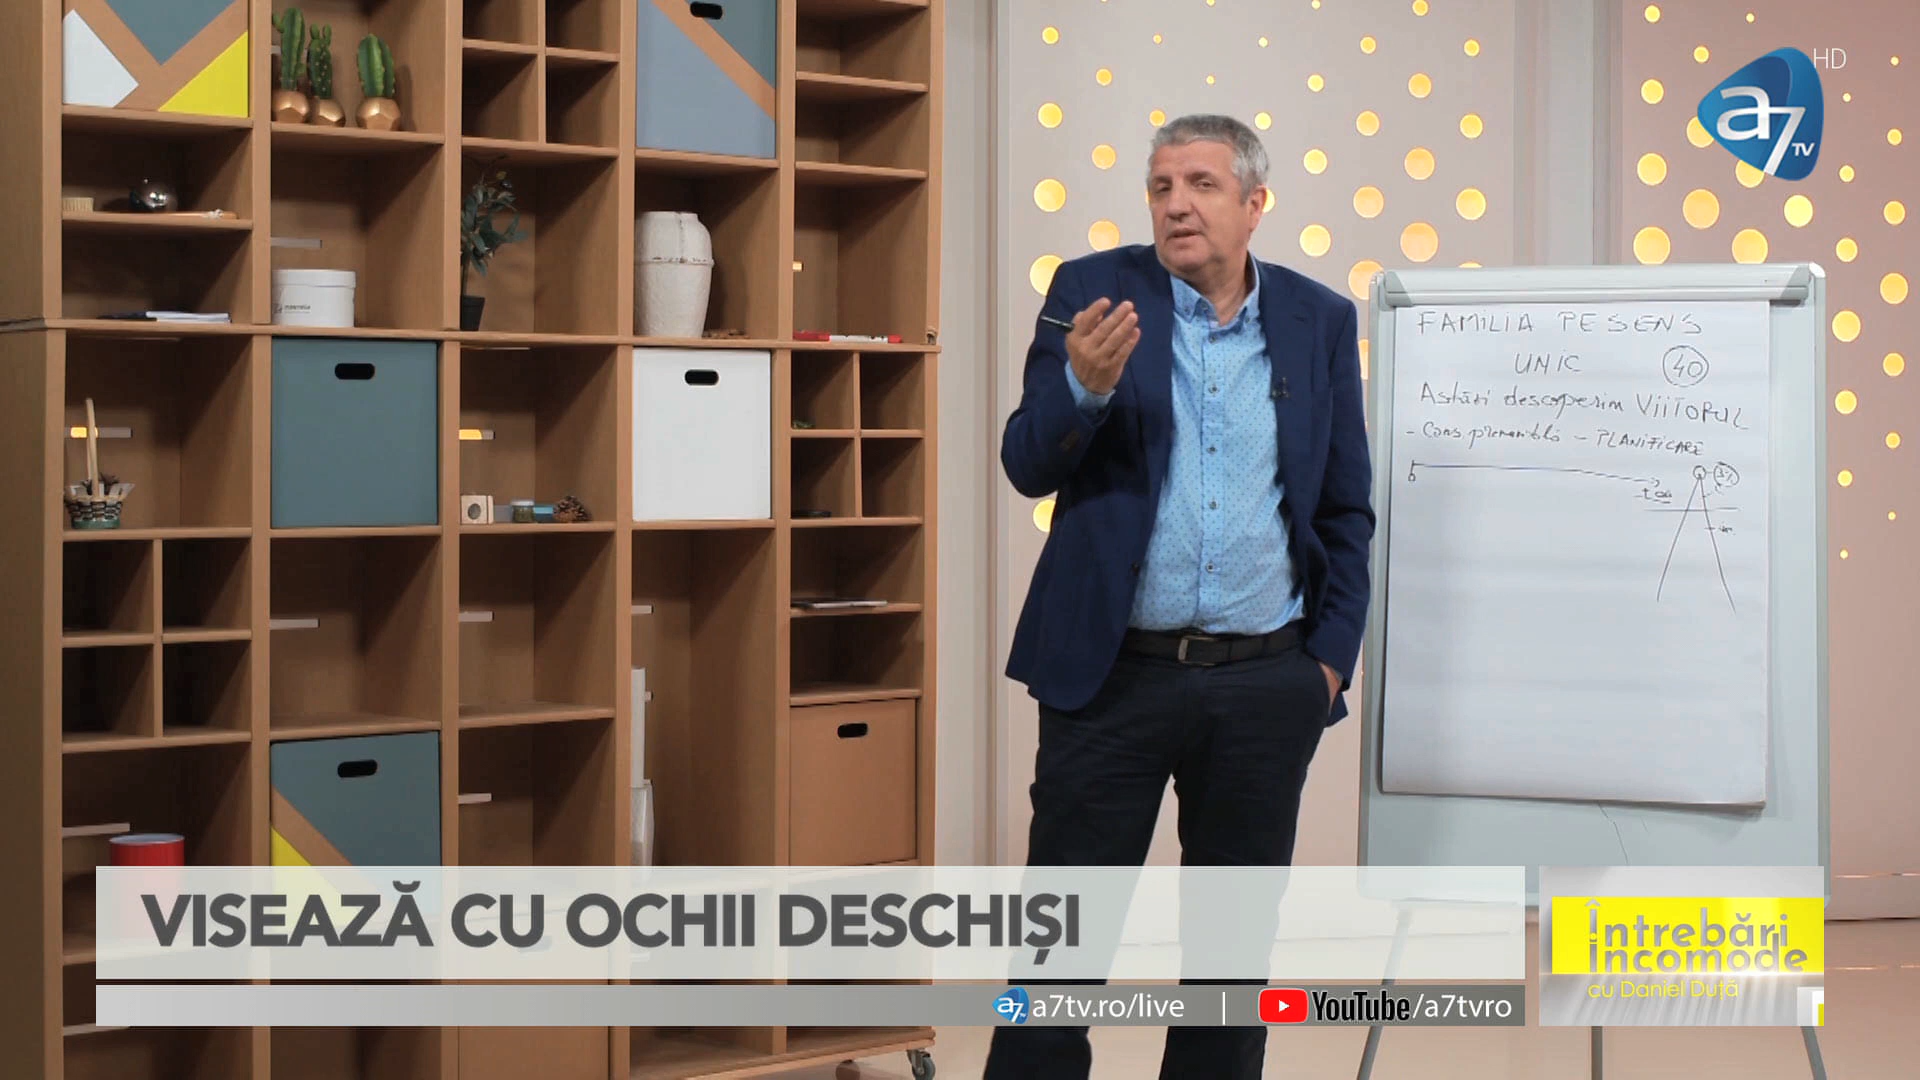 HD
a7
TV
FAMILIA PE SENS
UNIC 40
Astăzi descoperim VIITORUL
- PLANIFICARE
VISEAZĂ CU OCHII DESCHIȘI
Întrebări
incomode
cu Daniel Duță
a7 a7tv.ro/live | YouTube/a7tvro